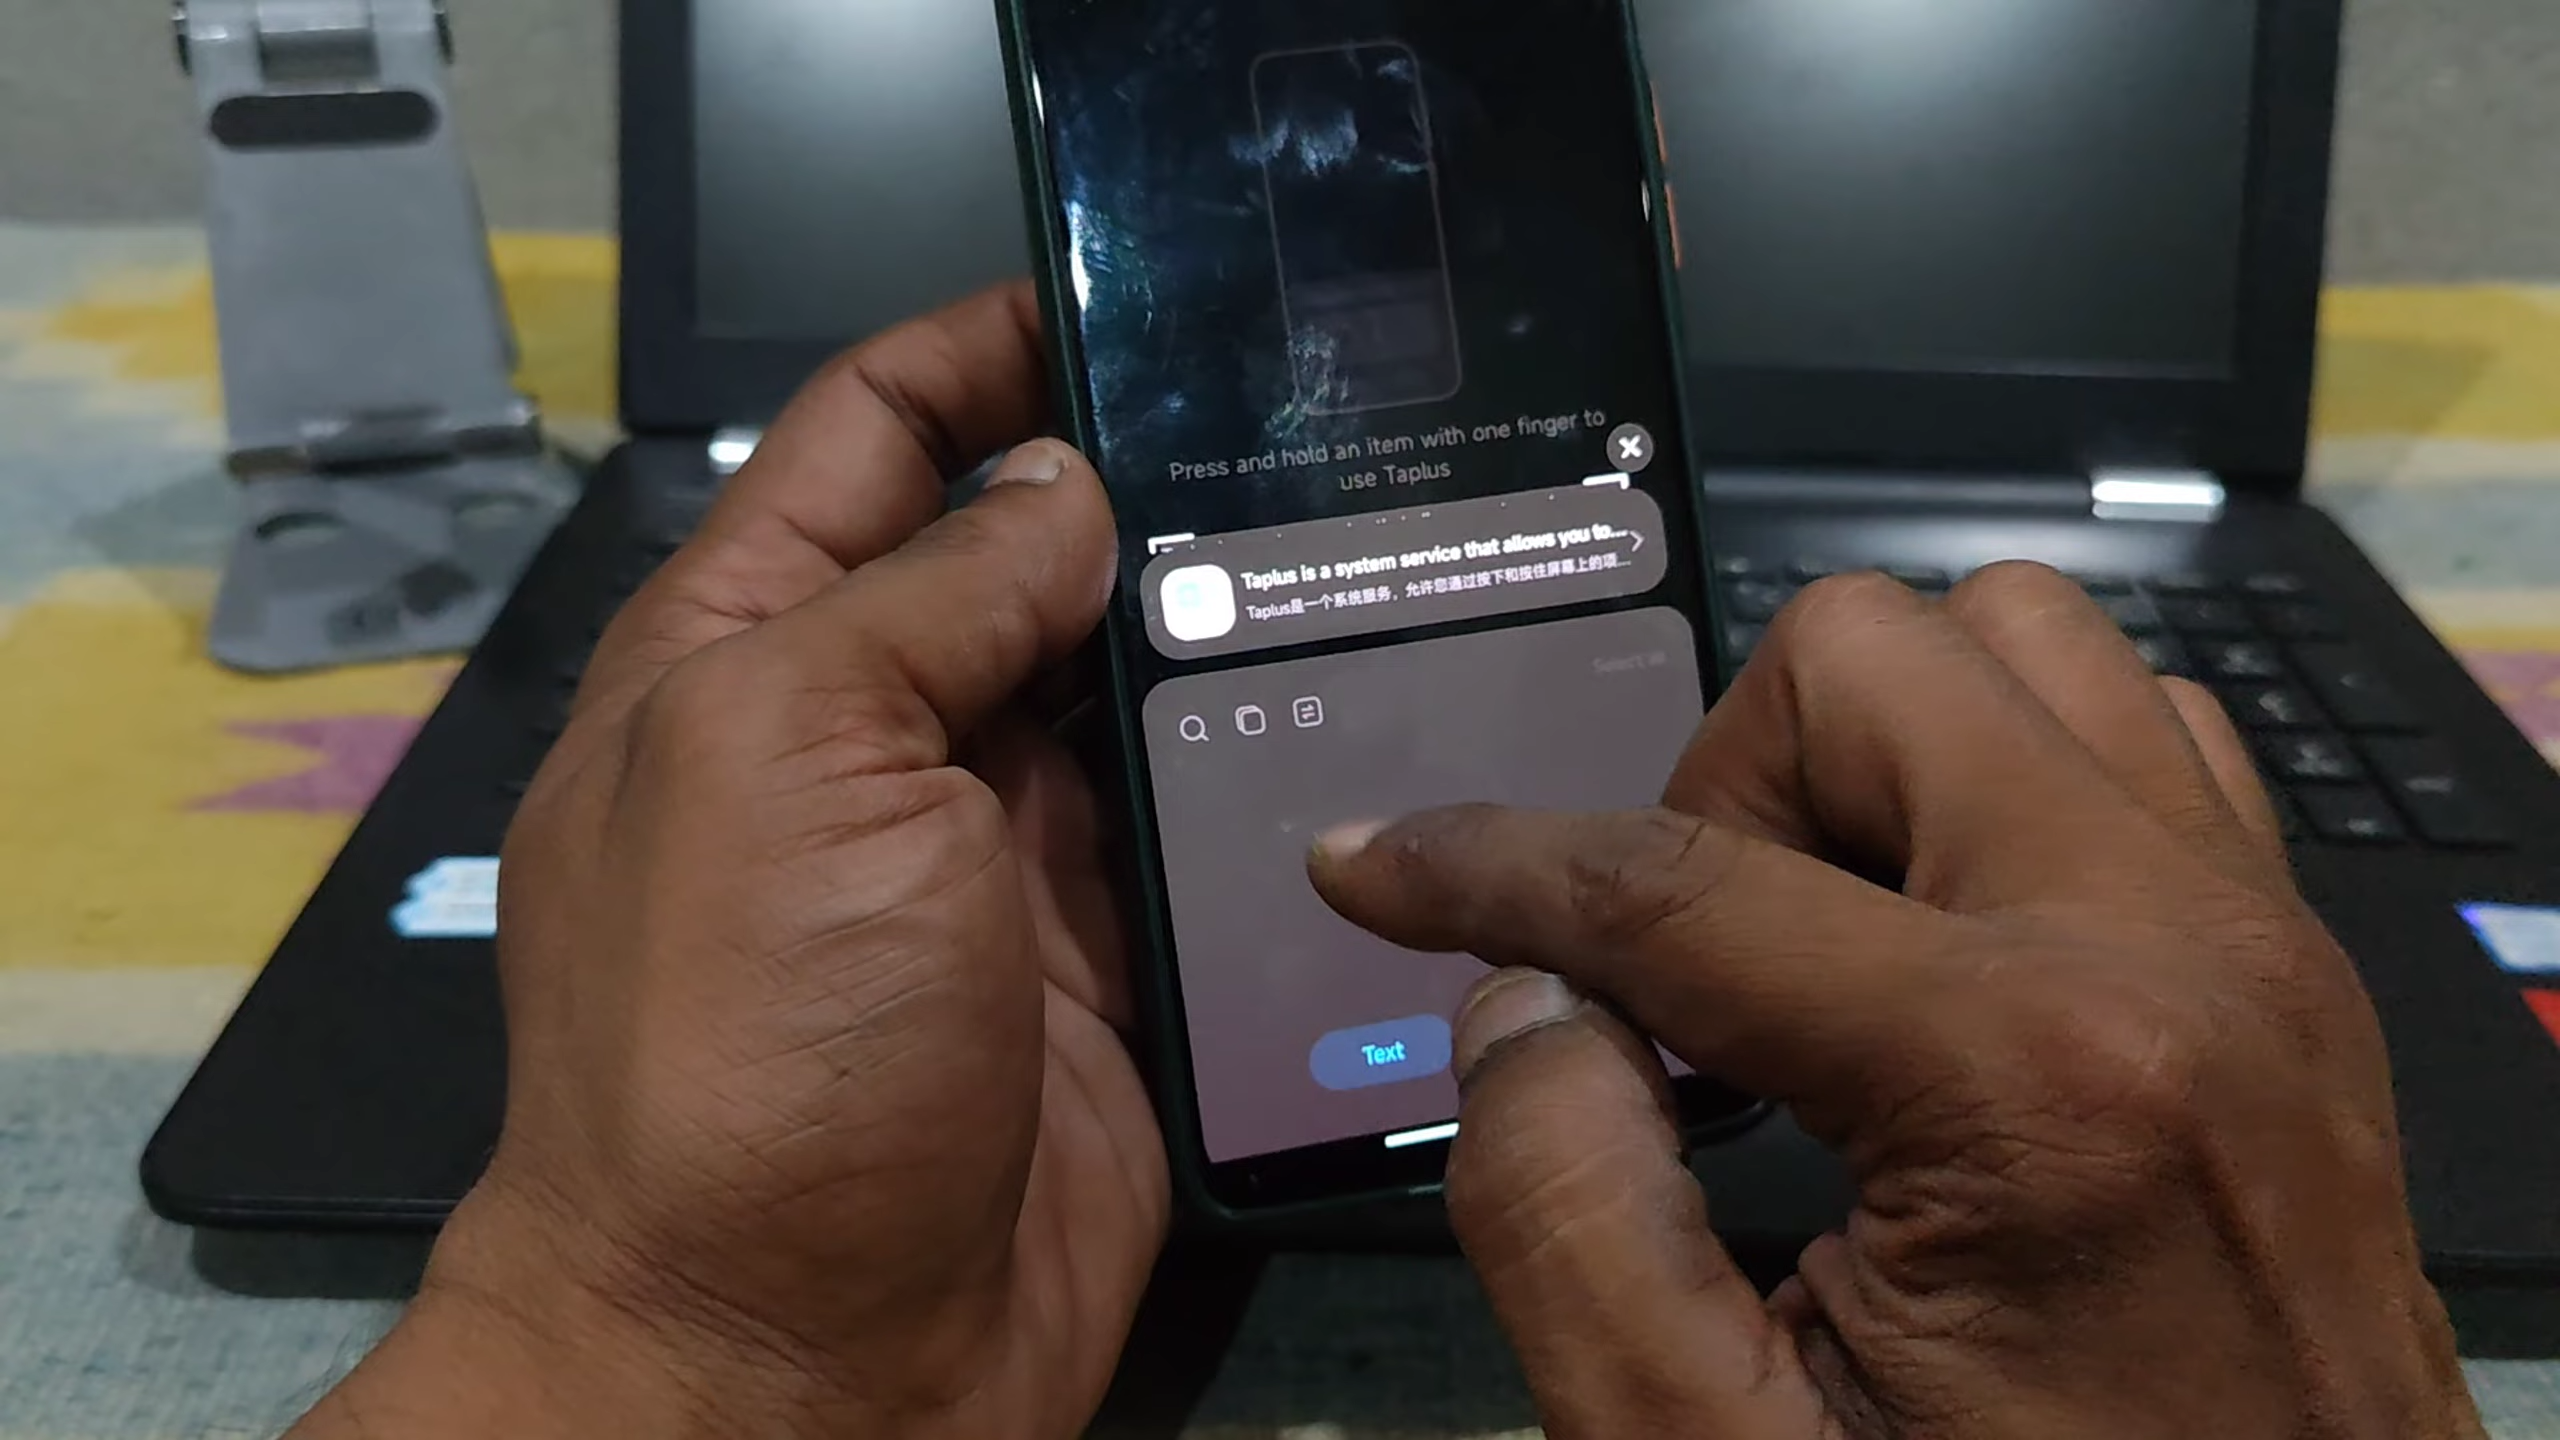 Press and hold an item with one finger to
use Taplus
Taplus is a system service that allows you to...
Taplus是一个系统服务，允许您通过按下和按住屏幕上的项...
Select all
Text